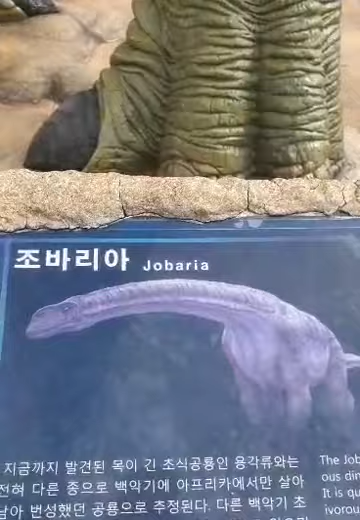 조바리아 Jobaria
지금까지 발견된 목이 긴 초식공룡인 용각류와는
전혀 다른 종으로 백악기에 아프리카에서만 살아
남아 번성했던 공룡으로 추정된다. 다른 백악기 초
The Job
ous din
It is qu
ivorou